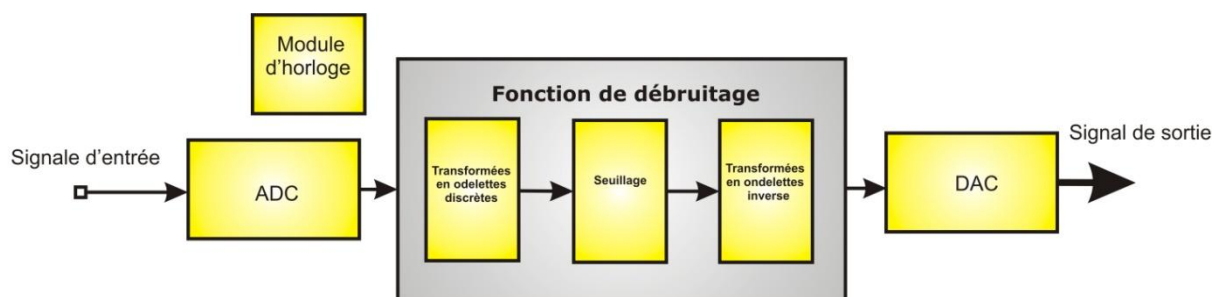 Module
d'horloge
Fonction de débruitage
Signale d'entrée
ADC
Transformées
en odelettes
discrètes
Seuillage
Transformées
en ondelettes
inverse
DAC
Signal de sortie